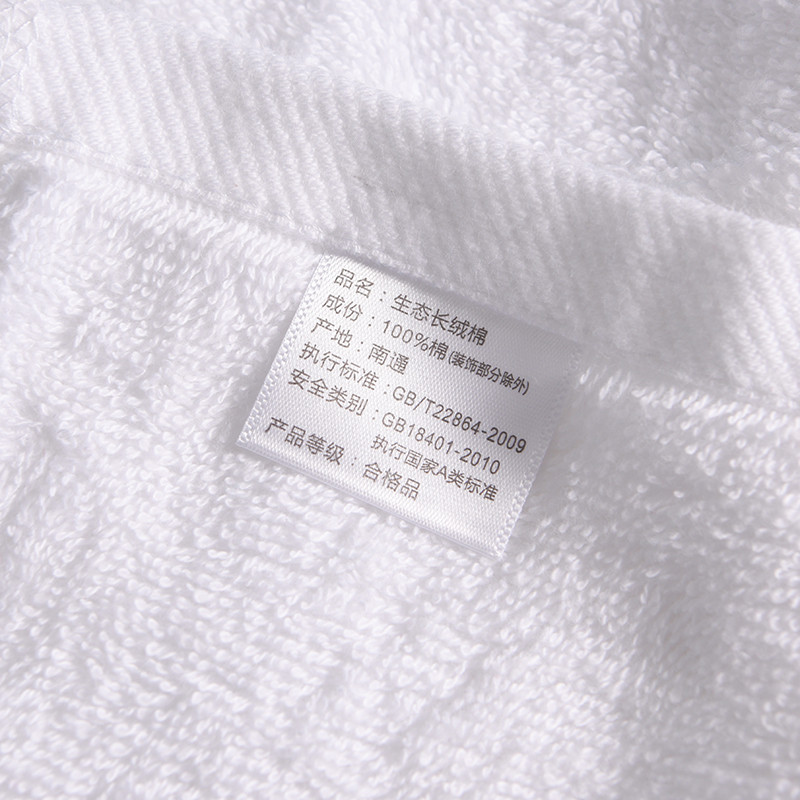 品名：生态长绒棉
成份：100%棉(装饰部分除外)
产地：南通
执行标准：GB/T22864-2009
安全类别：GB18401-2010
执行国家A类标准
产品等级：合格品